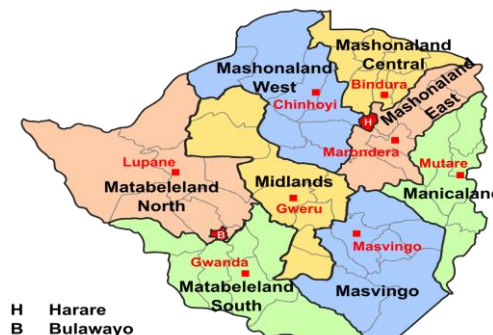 Mashonaland
Central
Mashonaland
West
Bindura
Chinhoyi
Mashonaland
East
H
Marondera
Lupane
Mutare
Matabeleland
North
Midlands
Gweru
Manicaland
B
Masvingo
Gwanda
Matabeleland
South
Masvingo
H Harare
B Bulawayo